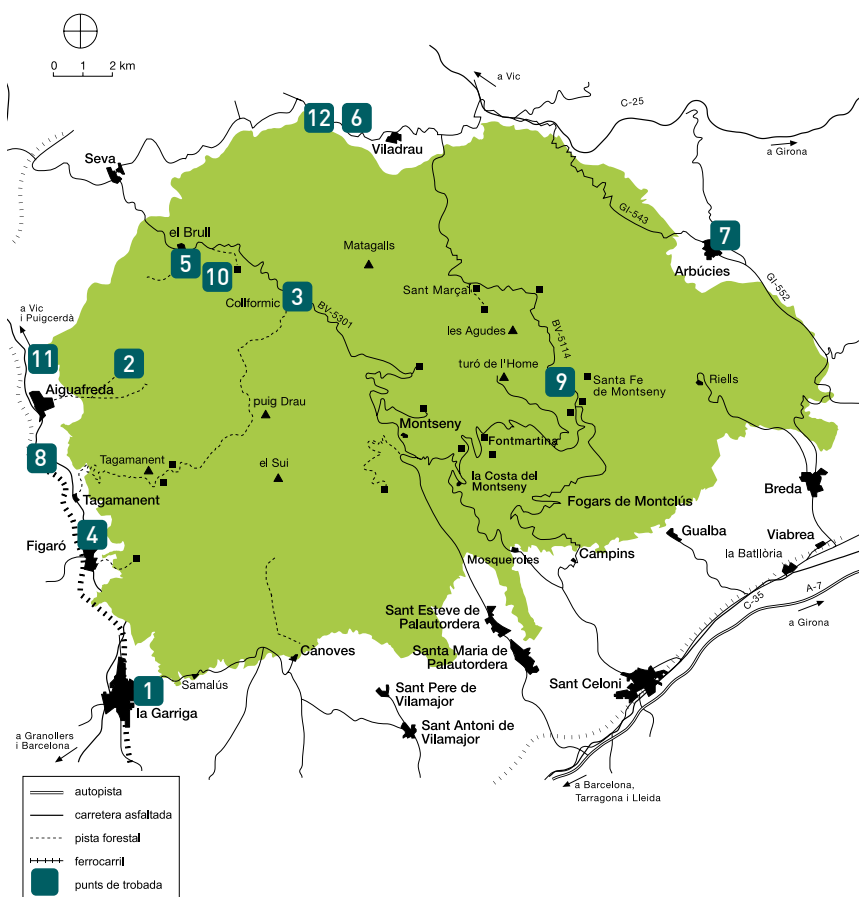 0 1 2 km
a Vic
C-25
a Girona
12
6
Viladrau
Seva
GI-543
el Brull
7
Arbúcies
5
10
Matagalls
GI-552
Collformic
3
BV-5301
Sant Marçal
les Agudes
BV-5114
a Vic
i Puigcerdà
11
2
Aiguafreda
turó de l'Home
9
Santa Fe
de Montseny
Riells
puig Drau
Montseny
Fontmartina
8
Tagamanent
el Sui
la Costa del
Montseny
Tagamanent
Fogars de Montclús
Breda
4
Figaró
Gualba
Viabrea
la Batllòria
Mosqueroles
Campins
C-35
A-7
a Girona
Sant Esteve de
Palautordera
Santa Maria de
Palautordera
Cànoves
Samalús
Sant Celoni
1
la Garriga
Sant Pere de
Vilamajor
Sant Antoni de
Vilamajor
a Granollers
i Barcelona
a Barcelona,
Tarragona i Lleida
autopista
carretera asfaltada
pista forestal
ferrocarril
punts de trobada